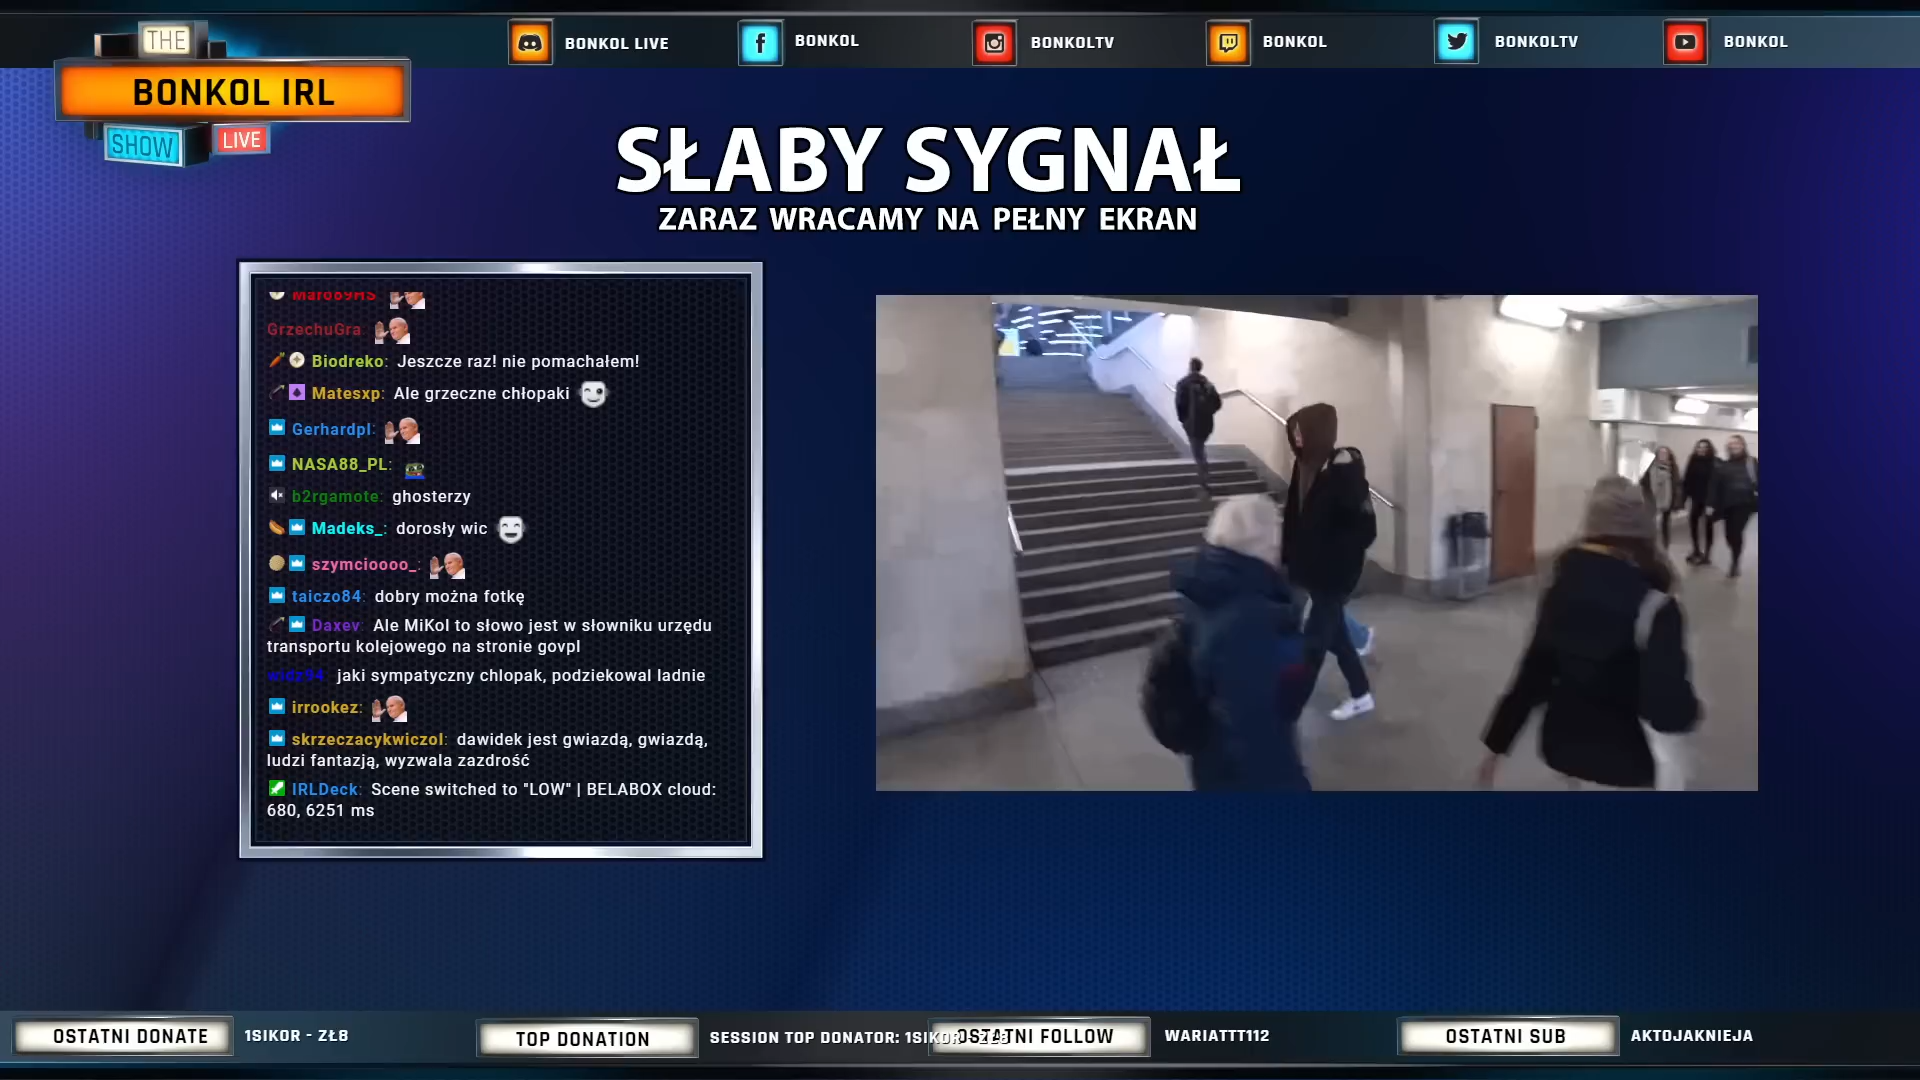 THE
BONKOL IRL
SHOW
LIVE
BONKOL LIVE
BONKOL
BONKOLTV
BONKOL
BONKOLTV
BONKOL
SŁABY SYGNAŁ
ZARAZ WRACAMY NA PEŁNY EKRAN
Maro89HS
GrzechuGra:
Biodreko: Jeszcze raz! nie pomachałem!
Matesxp: Ale grzeczne chłopaki
Gerhardpl:
NASA88_PL:
b2rgamote: ghosterzy
Madeks_: dorosły wic
szymcioooo_:
taiczo84: dobry można fotkę
Daxev: Ale MiKol to słowo jest w słowniku urzędu
transportu kolejowego na stronie govpl
jaki sympatyczny chlopak, podziekowal ladnie
irrookez:
skrzeczacykwiczol: dawidek jest gwiazdą, gwiazdą,
ludzi fantazją, wyzwala zazdrość
IRLDeck: Scene switched to "LOW" | BELABOX cloud:
680, 6251 ms
OSTATNI DONATE
1SIKOR - ZŁ8
TOP DONATION
SESSION TOP DONATOR: 1SIKOR - ZŁ8
OSTATNI FOLLOW
WARIATTT112
OSTATNI SUB
AKTOJAKNIEJA